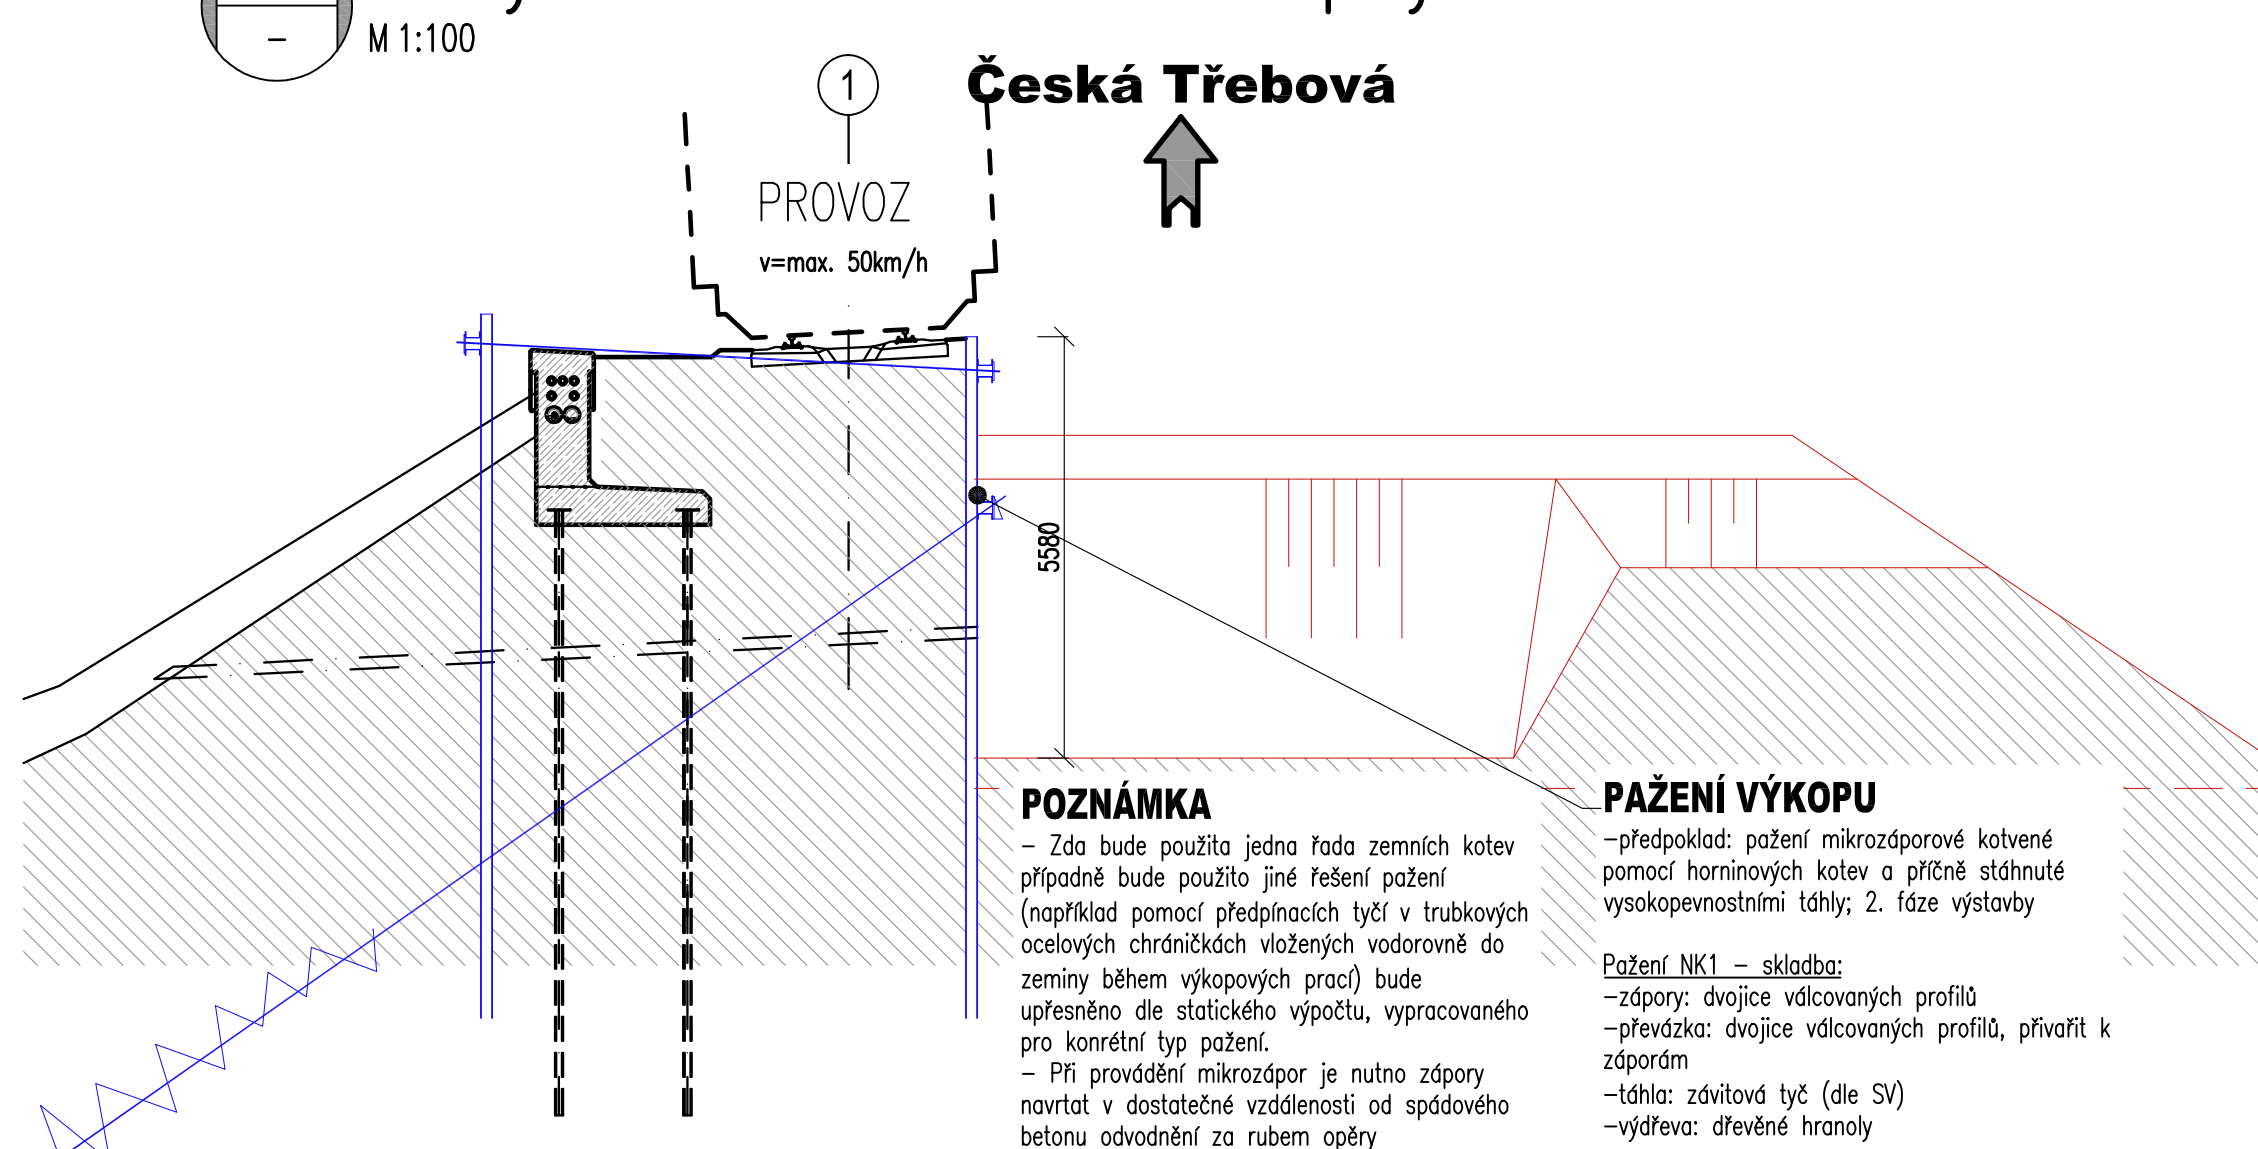 M 1:100
1
Česká Třebová
PROVOZ
v=max. 50km/h
5580
POZNÁMKA
– Zda bude použita jedna řada zemních kotev
případně bude použito jiné řešení pažení
(například pomocí předpínacích tyčí v trubkových
ocelových chráničkách vložených vodorovně do
zeminy během výkopových prací) bude
upřesněno dle statického výpočtu, vypracovaného
pro konrétní typ pažení.
– Při provádění mikrozápor je nutno zápory
navrtat v dostatečné vzdálenosti od spádového
betonu odvodnění za rubem opěry
PAŽENÍ VÝKOPU
–předpoklad: pažení mikrozáporové kotvené
pomocí horninových kotev a příčně stáhnuté
vysokopevnostními táhly; 2. fáze výstavby
Pažení NK1 – skladba:
–zápory: dvojice válcovaných profilů
–převázka: dvojice válcovaných profilů, přivařit k
záporám
–táhla: závitová tyč (dle SV)
–výdřeva: dřevěné hranoly